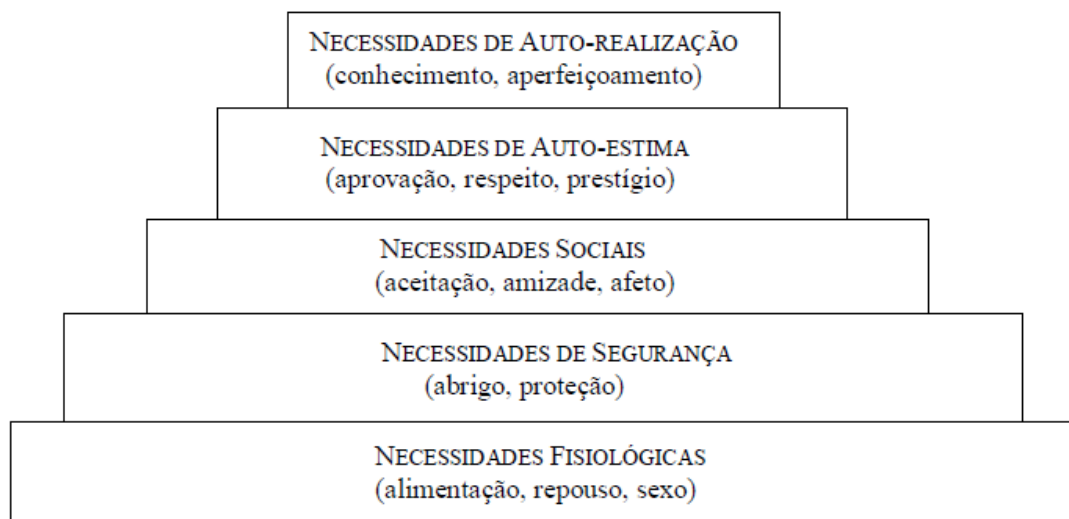 NECESSIDADES DE AUTO-REALIZAÇÃO
(conhecimento, aperfeiçoamento)
NECESSIDADES DE AUTO-ESTIMA
(aprovação, respeito, prestígio)
NECESSIDADES SOCIAIS
(aceitação, amizade, afeto)
NECESSIDADES DE SEGURANÇA
(abrigo, proteção)
NECESSIDADES FISIOLÓGICAS
(alimentação, repouso, sexo)